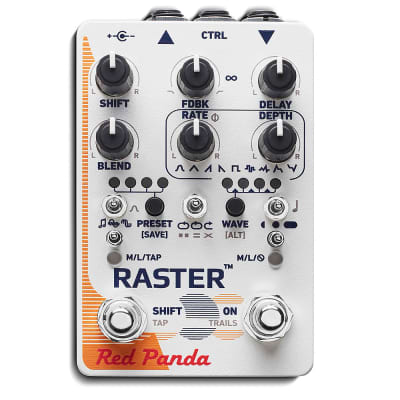 CTRL
L R
L R
L R
SHIFT
FDBK
DELAY
RATE
DEPTH
L R
L R
BLEND
PRESET
WAVE
[SAVE]
[ALT]
M/L/TAP
M/L/
RASTER™
SHIFT
ON
TAP
TRAILS
Red Panda